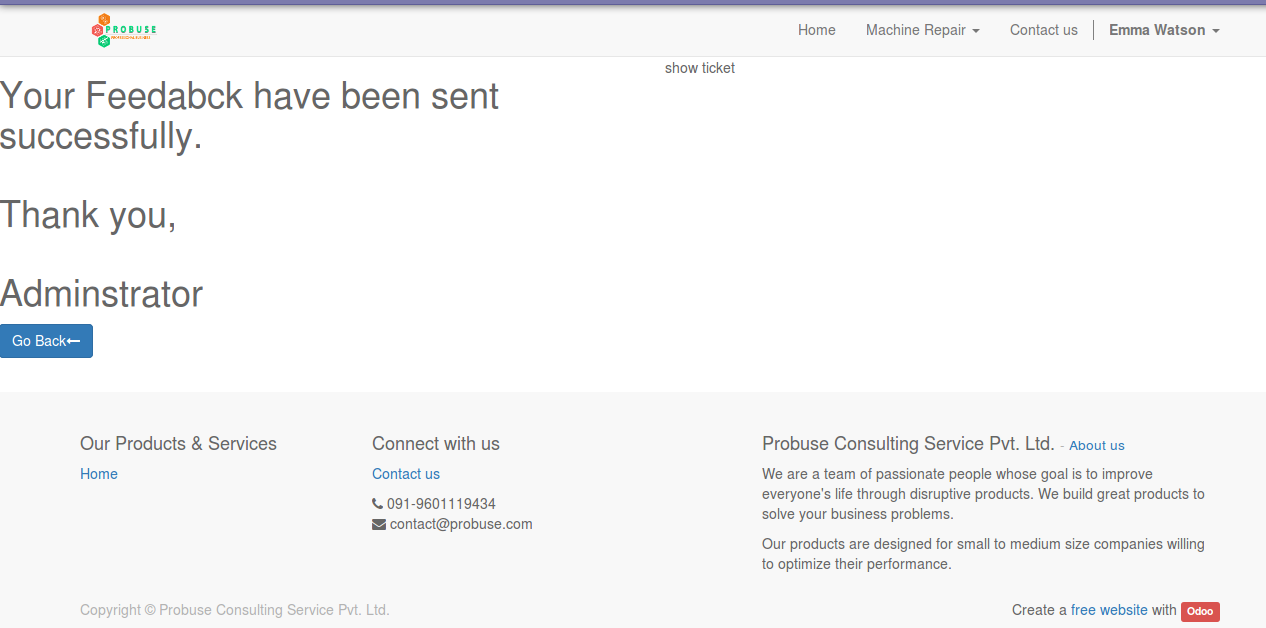 PROBUSE
Home
Machine Repair
Contact us
Emma Watson
show ticket
Your Feedabck have been sent
successfully.
Thank you,
Adminstrator
Go Back
Our Products & Services
Home
Connect with us
Contact us
091-9601119434
contact@probuse.com
Probuse Consulting Service Pvt. Ltd. - About us
We are a team of passionate people whose goal is to improve
everyone's life through disruptive products. We build great products to
solve your business problems.
Our products are designed for small to medium size companies willing
to optimize their performance.
Copyright © Probuse Consulting Service Pvt. Ltd.
Create a free website with Odoo